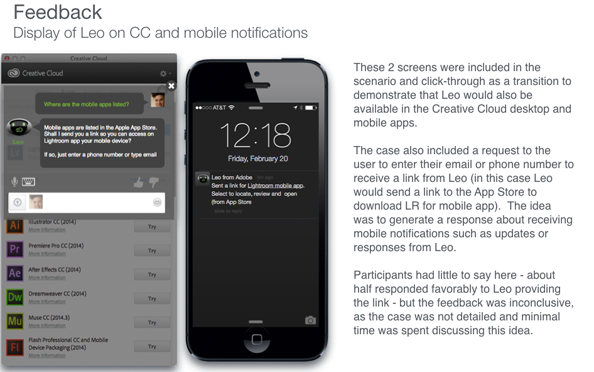 Feedback
Display of Leo on CC and mobile notifications
Creative Cloud
Creative Cloud
Where are the mobile apps listed?
Leo
Mobile apps are listed in the Apple App Store.
Shall I send you a link so you can access on
Lightroom app your mobile device?
If so, just enter a phone number or type email
Illustrator CC (2014)
More Information
Try
Premiere Pro CC (2014)
More Information
Try
After Effects CC (2014)
More Information
Try
Dreamweaver CC (2014)
More Information
Try
Muse CC (2014.3)
More Information
Try
Flash Professional CC and Mobile
Device Packaging (2014)
More Information
Try
Ai
Pr
Ae
Dw
Mu
Fl
AT&T
12:18
Friday, February 20
Leo from Adobe
Sent a link for Lightroom mobile app.
Select to locate, review and open
(from App Store
These 2 screens were included in the
scenario and click-through as a transition to
demonstrate that Leo would also be
available in the Creative Cloud desktop and
mobile apps.
The case also included a request to the
user to enter their email or phone number to
receive a link from Leo (in this case Leo
would send a link to the App Store to
download LR for mobile app). The idea
was to generate a response about receiving
mobile notifications such as updates or
responses from Leo.
Participants had little to say here - about
half responded favorably to Leo providing
the link - but the feedback was inconclusive,
as the case was not detailed and minimal
time was spent discussing this idea.